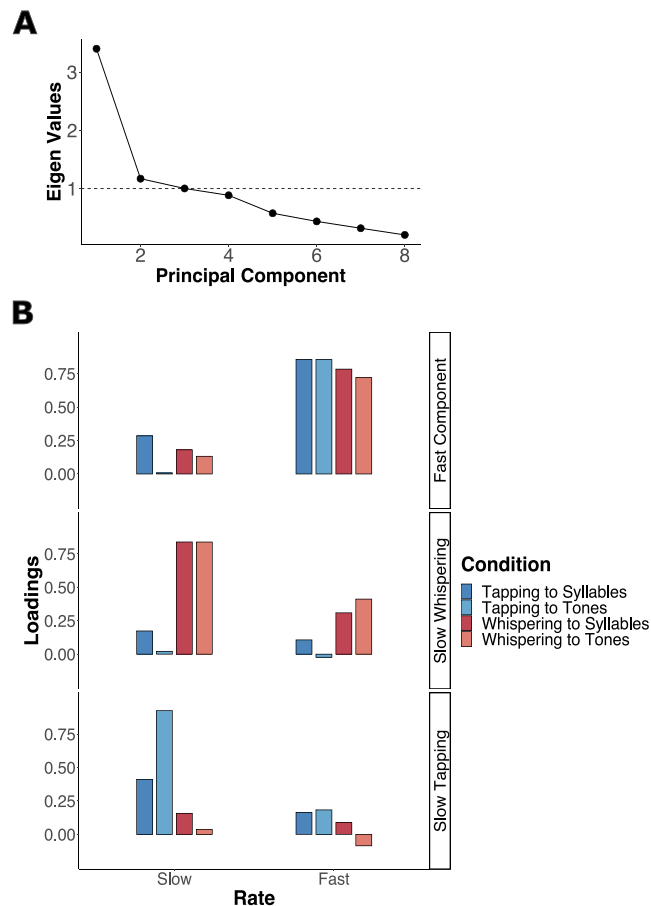 A
Eigen Values
3
2
1
2 4 6 8
Principal Component
B
Loadings
0.75
0.50
0.25
0.00
Fast Component
0.75
0.50
0.25
0.00
Slow Whispering
0.75
0.50
0.25
0.00
Slow Tapping
Slow Fast
Rate
Condition
Tapping to Syllables
Tapping to Tones
Whispering to Syllables
Whispering to Tones